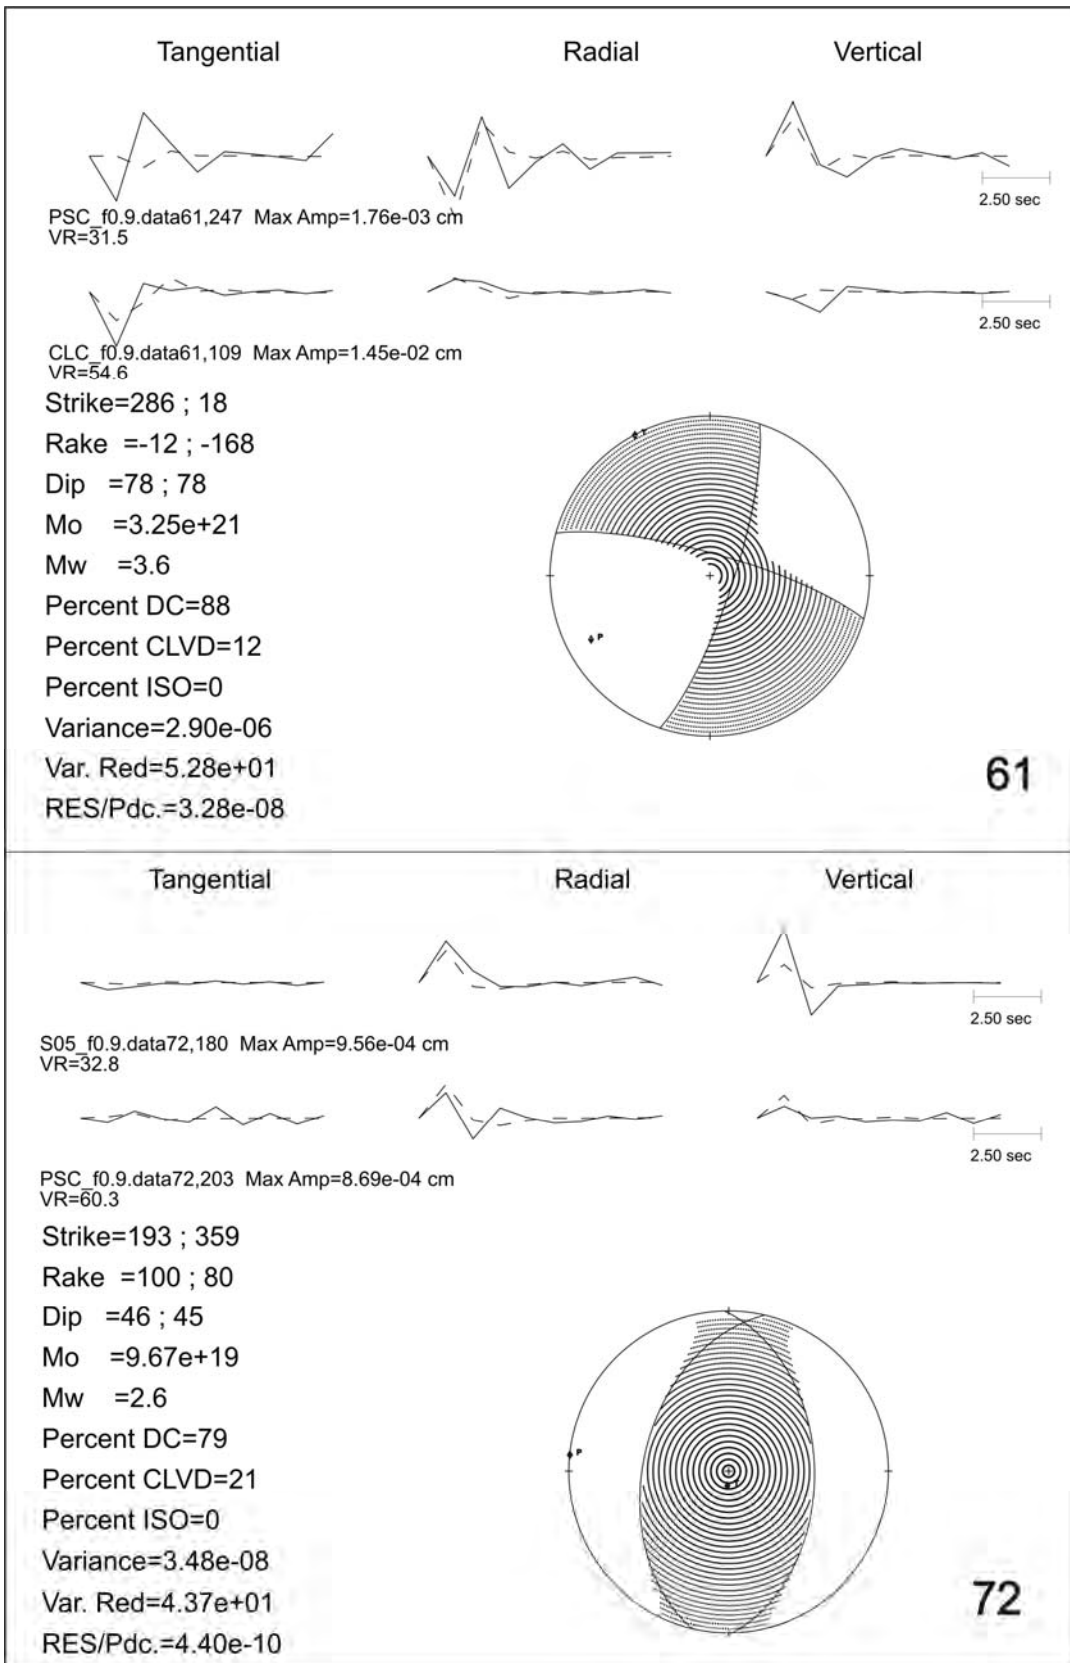 Tangential Radial Vertical
2.50 sec
PSC_f0.9.data61,247 Max Amp=1.76e-03 cm
VR=31.5
2.50 sec
CLC_f0.9.data61,109 Max Amp=1.45e-02 cm
VR=54.6
Strike=286 ; 18
Rake =-12 ; -168
Dip =78 ; 78
Mo =3.25e+21
Mw =3.6
Percent DC=88
Percent CLVD=12
Percent ISO=0
Variance=2.90e-06
Var. Red=5.28e+01
RES/Pdc.=3.28e-08
T
P
61
Tangential Radial Vertical
2.50 sec
S05_f0.9.data72,180 Max Amp=9.56e-04 cm
VR=32.8
2.50 sec
PSC_f0.9.data72,203 Max Amp=8.69e-04 cm
VR=60.3
Strike=193 ; 359
Rake =100 ; 80
Dip =46 ; 45
Mo =9.67e+19
Mw =2.6
Percent DC=79
Percent CLVD=21
Percent ISO=0
Variance=3.48e-08
Var. Red=4.37e+01
RES/Pdc.=4.40e-10
P
72